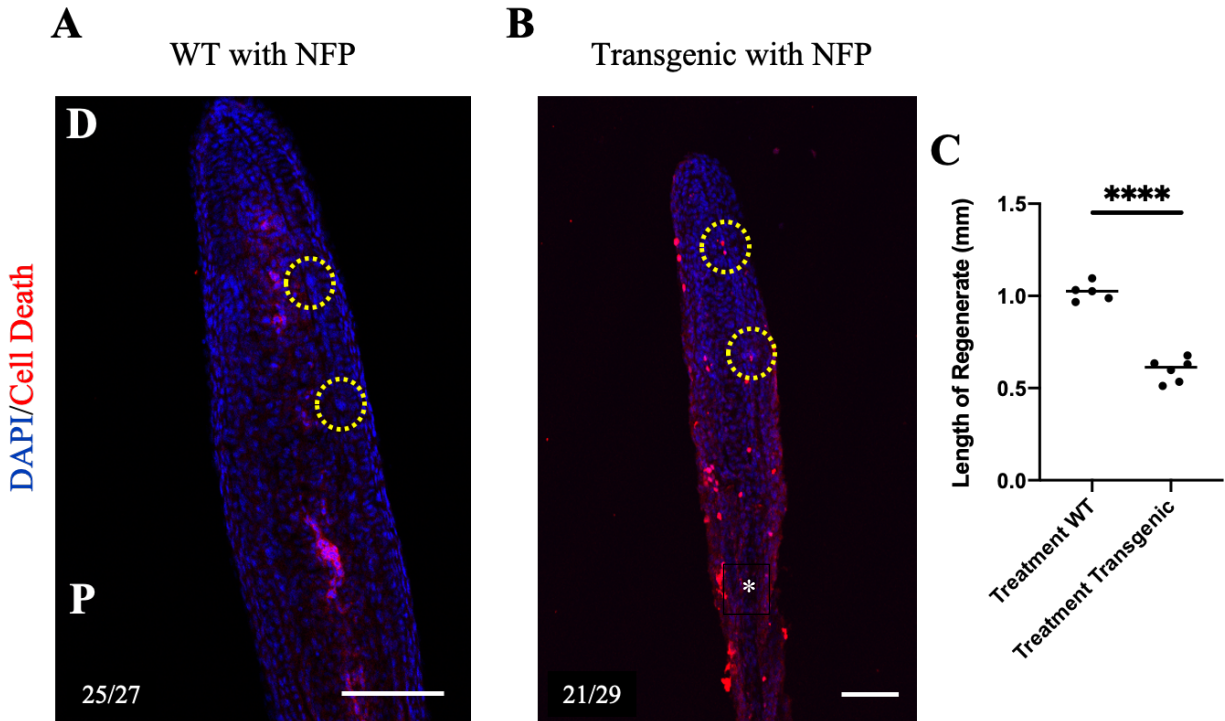 A
WT with NFP
B
Transgenic with NFP
DAPI/Cell Death
D
P
25/27
*
21/29
C
****
Length of Regenerate (mm)
1.5
1.0
0.5
0.0
Treatment WT
Treatment Transgenic